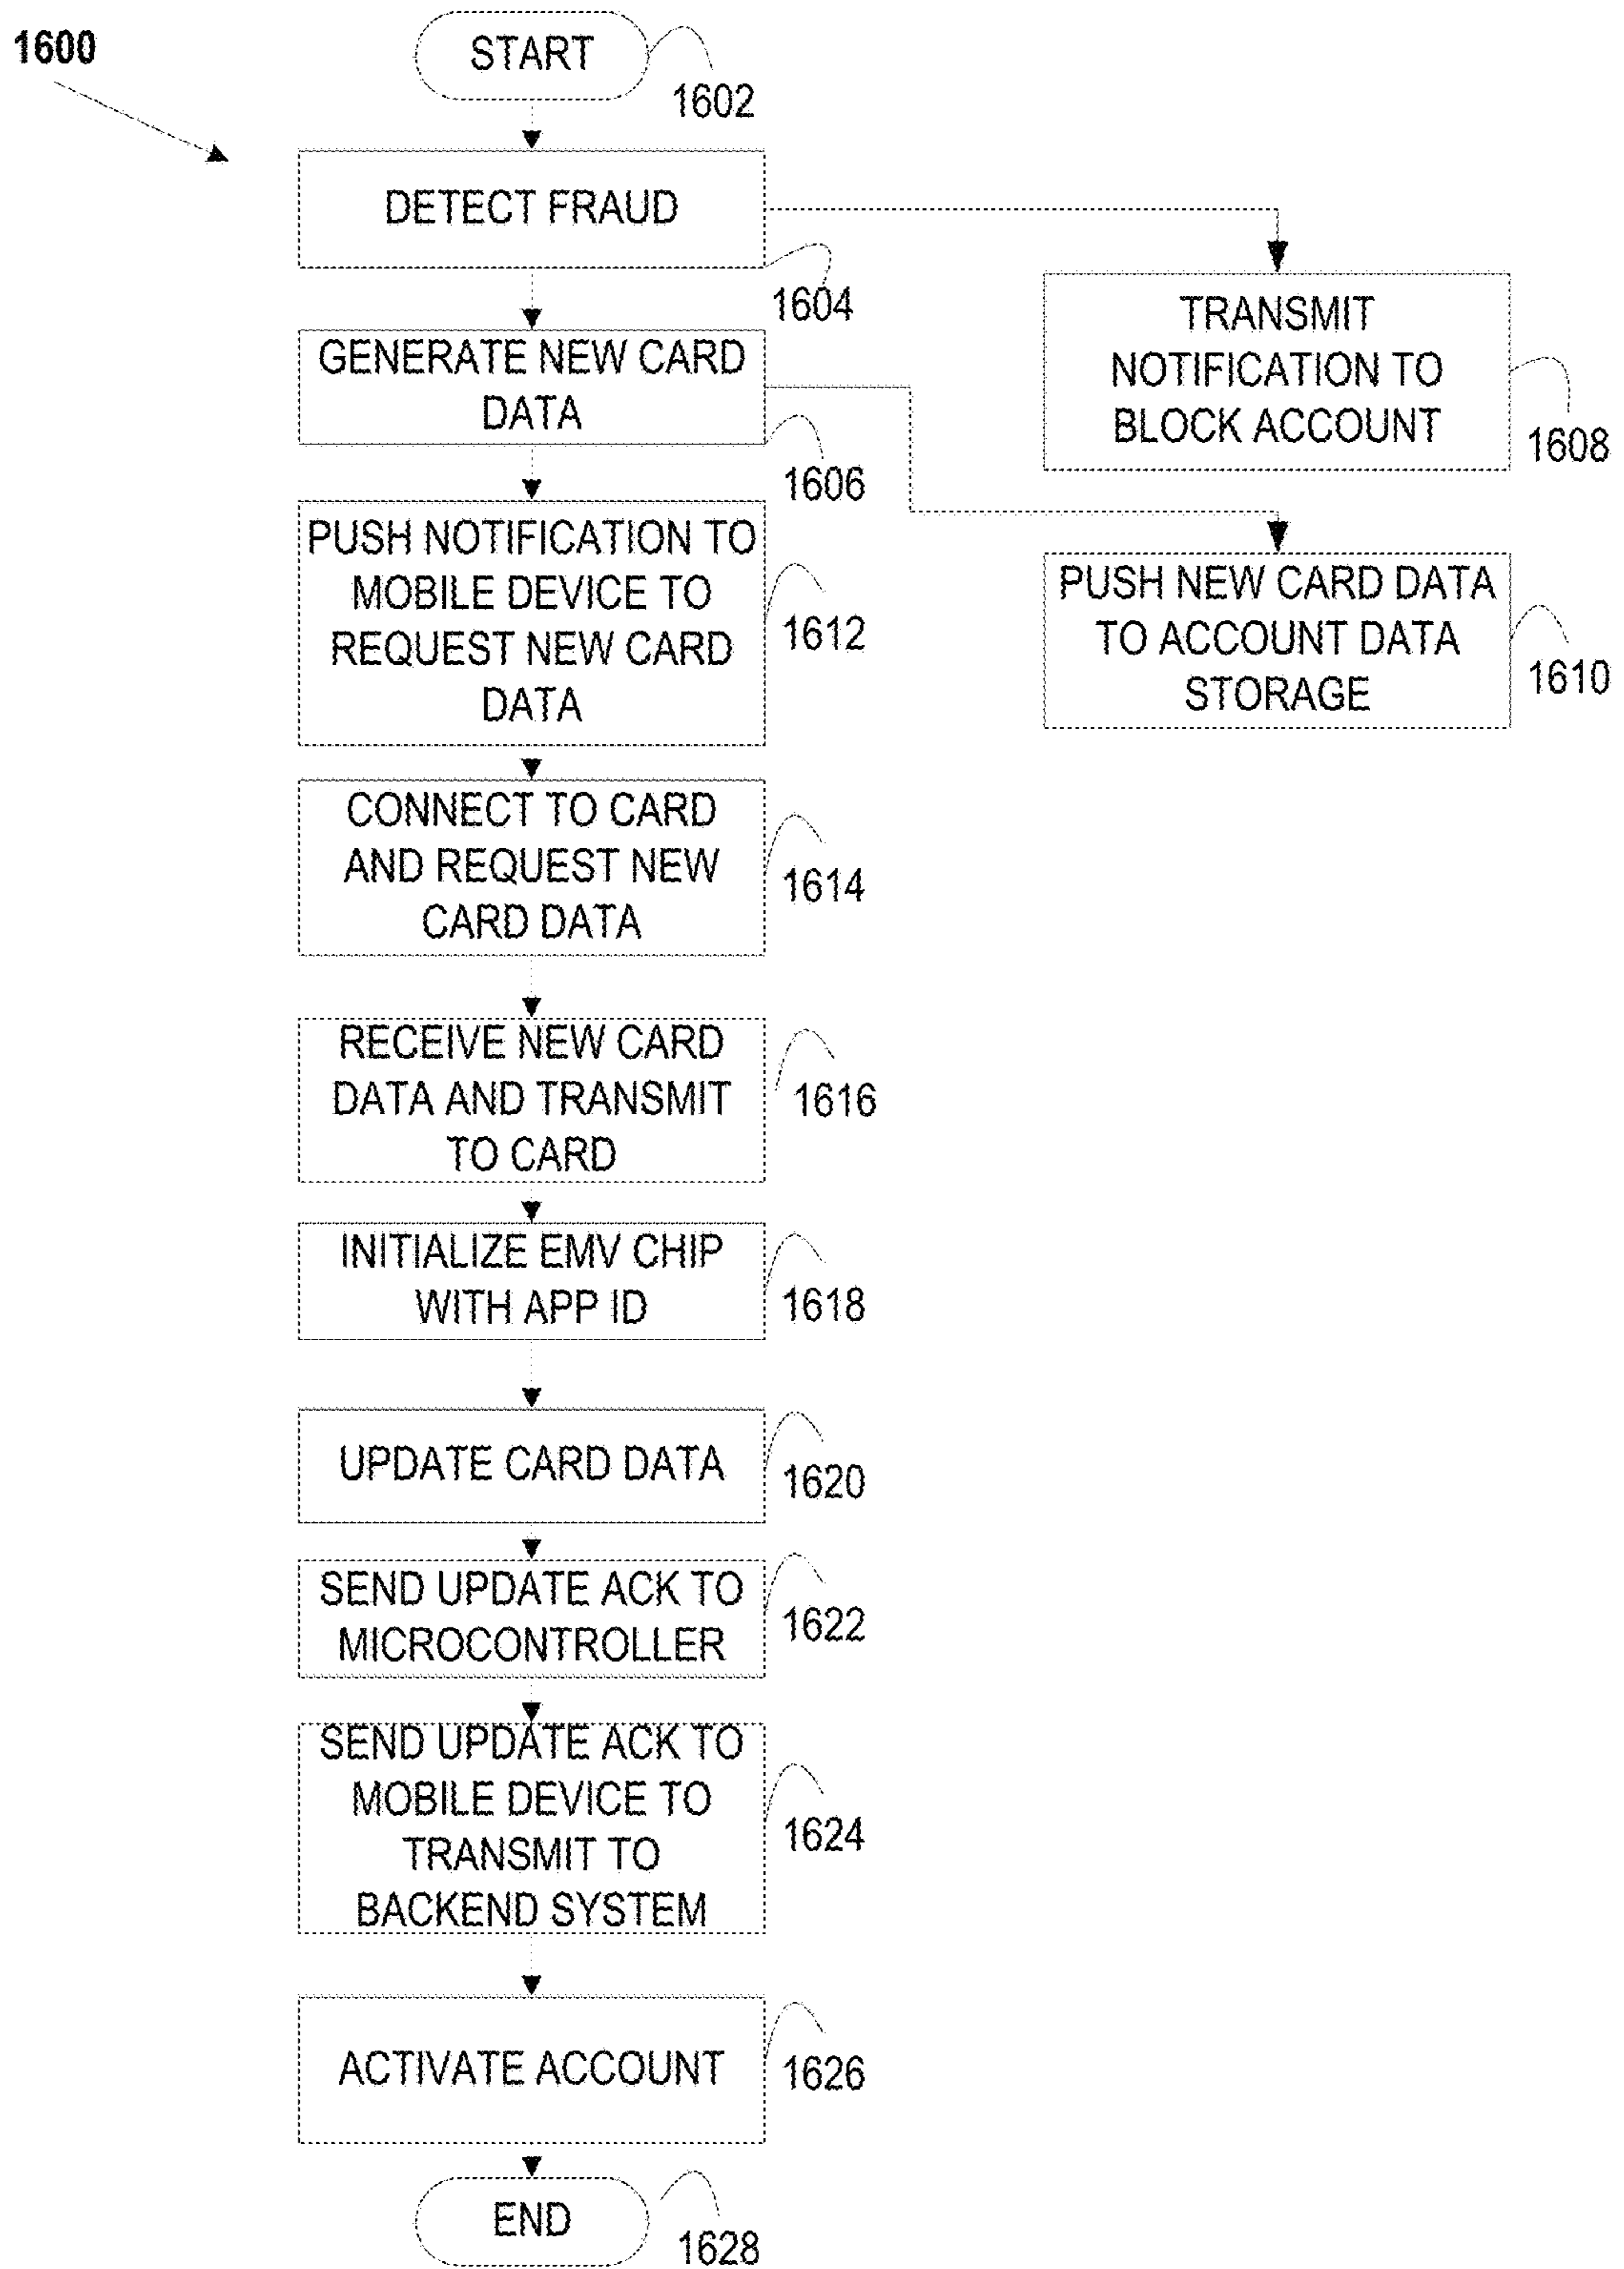 1600
START
1602
DETECT FRAUD
1604
TRANSMIT
NOTIFICATION TO
BLOCK ACCOUNT
1608
GENERATE NEW CARD
DATA
1606
PUSH NEW CARD DATA
TO ACCOUNT DATA
STORAGE
1610
PUSH NOTIFICATION TO
MOBILE DEVICE TO
REQUEST NEW CARD
DATA
1612
CONNECT TO CARD
AND REQUEST NEW
CARD DATA
1614
RECEIVE NEW CARD
DATA AND TRANSMIT
TO CARD
1616
INITIALIZE EMV CHIP
WITH APP ID
1618
UPDATE CARD DATA
1620
SEND UPDATE ACK TO
MICROCONTROLLER
1622
SEND UPDATE ACK TO
MOBILE DEVICE TO
TRANSMIT TO
BACKEND SYSTEM
1624
ACTIVATE ACCOUNT
1626
END
1628